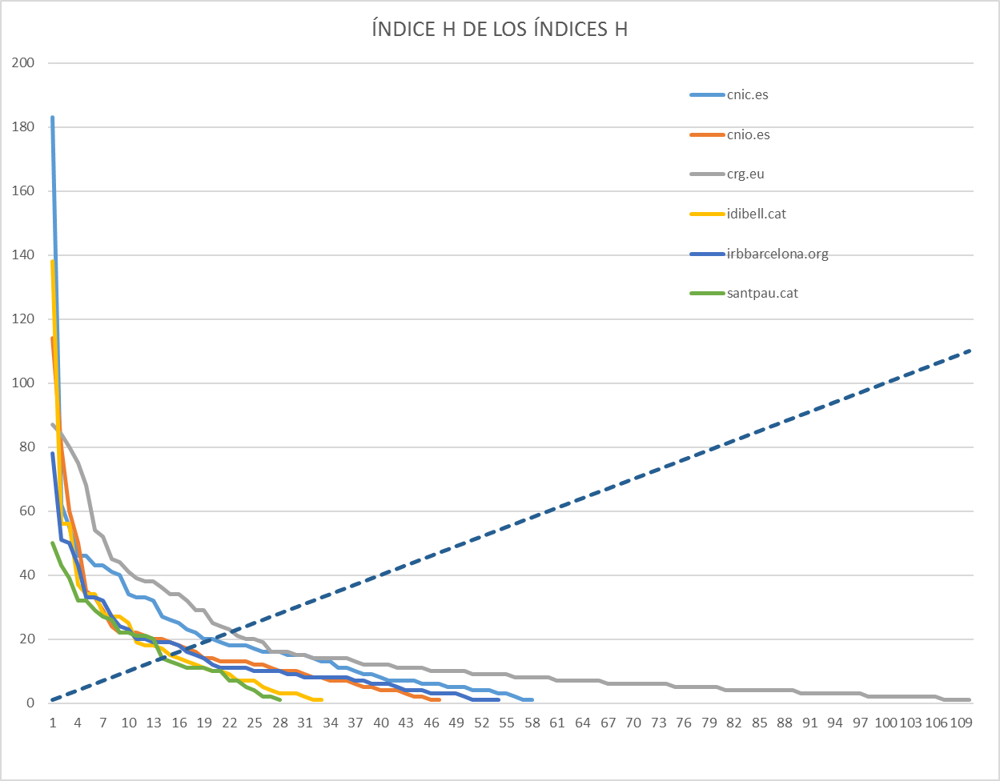 ÍNDICE H DE LOS ÍNDICES H
200
180
160
140
120
100
80
60
40
20
0
cnic.es
cnio.es
crg.eu
idibell.cat
irbbarcelona.org
santpau.cat
1 4 7 10 13 16 19 22 25 28 31 34 37 40 43 46 49 52 55 58 61 64 67 70 73 76 79 82 85 88 91 94 97 100 103 106 109